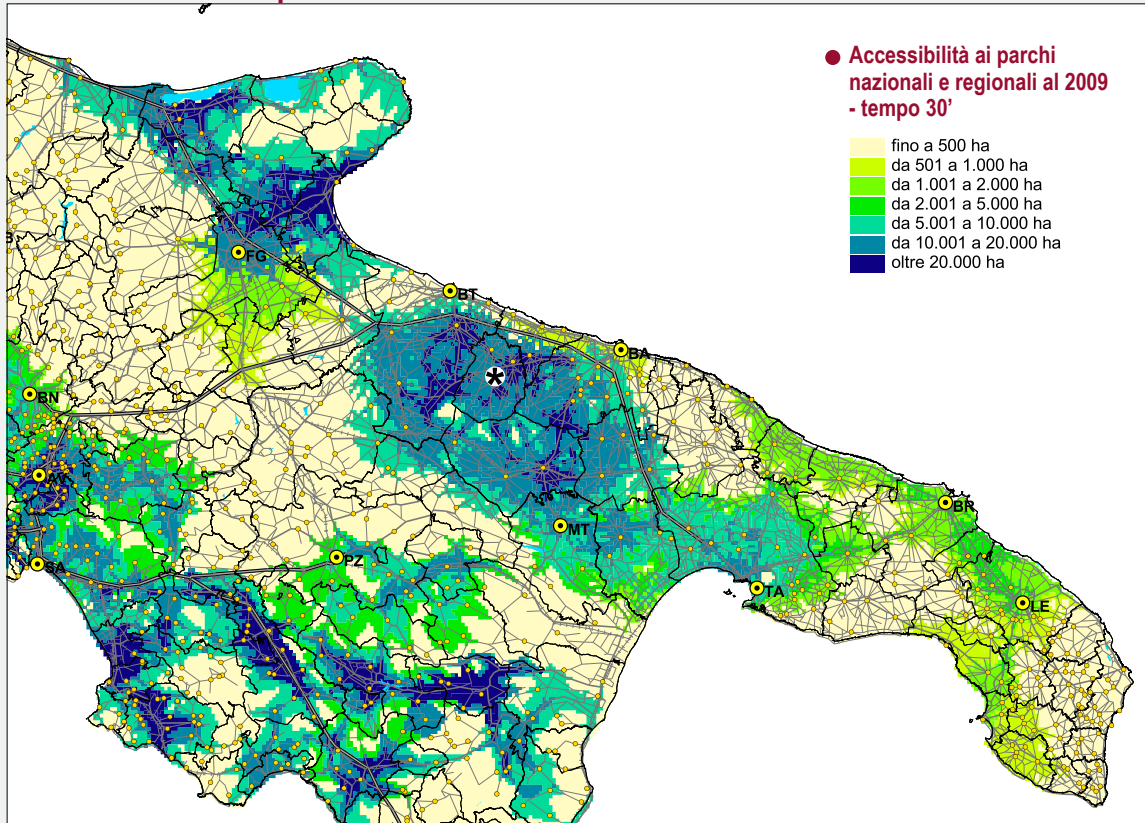 Accessibilità ai parchi
nazionali e regionali al 2009
- tempo 30'
fino a 500 ha
da 501 a 1.000 ha
da 1.001 a 2.000 ha
da 2.001 a 5.000 ha
da 5.001 a 10.000 ha
da 10.001 a 20.000 ha
oltre 20.000 ha
FG
BT
BA
*
BN
AV
MT
BR
SA
PZ
TA
LE